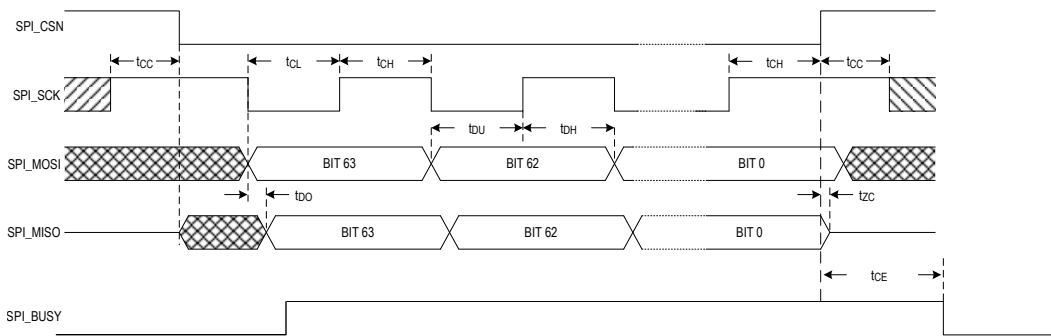 SPI_CSN
tCC tCL tCH tCH tCC
SPI_SCK
tDU tDH
SPI_MOSI BIT 63 BIT 62 BIT 0
tDO tZC
SPI_MISO BIT 63 BIT 62 BIT 0
tCE
SPI_BUSY